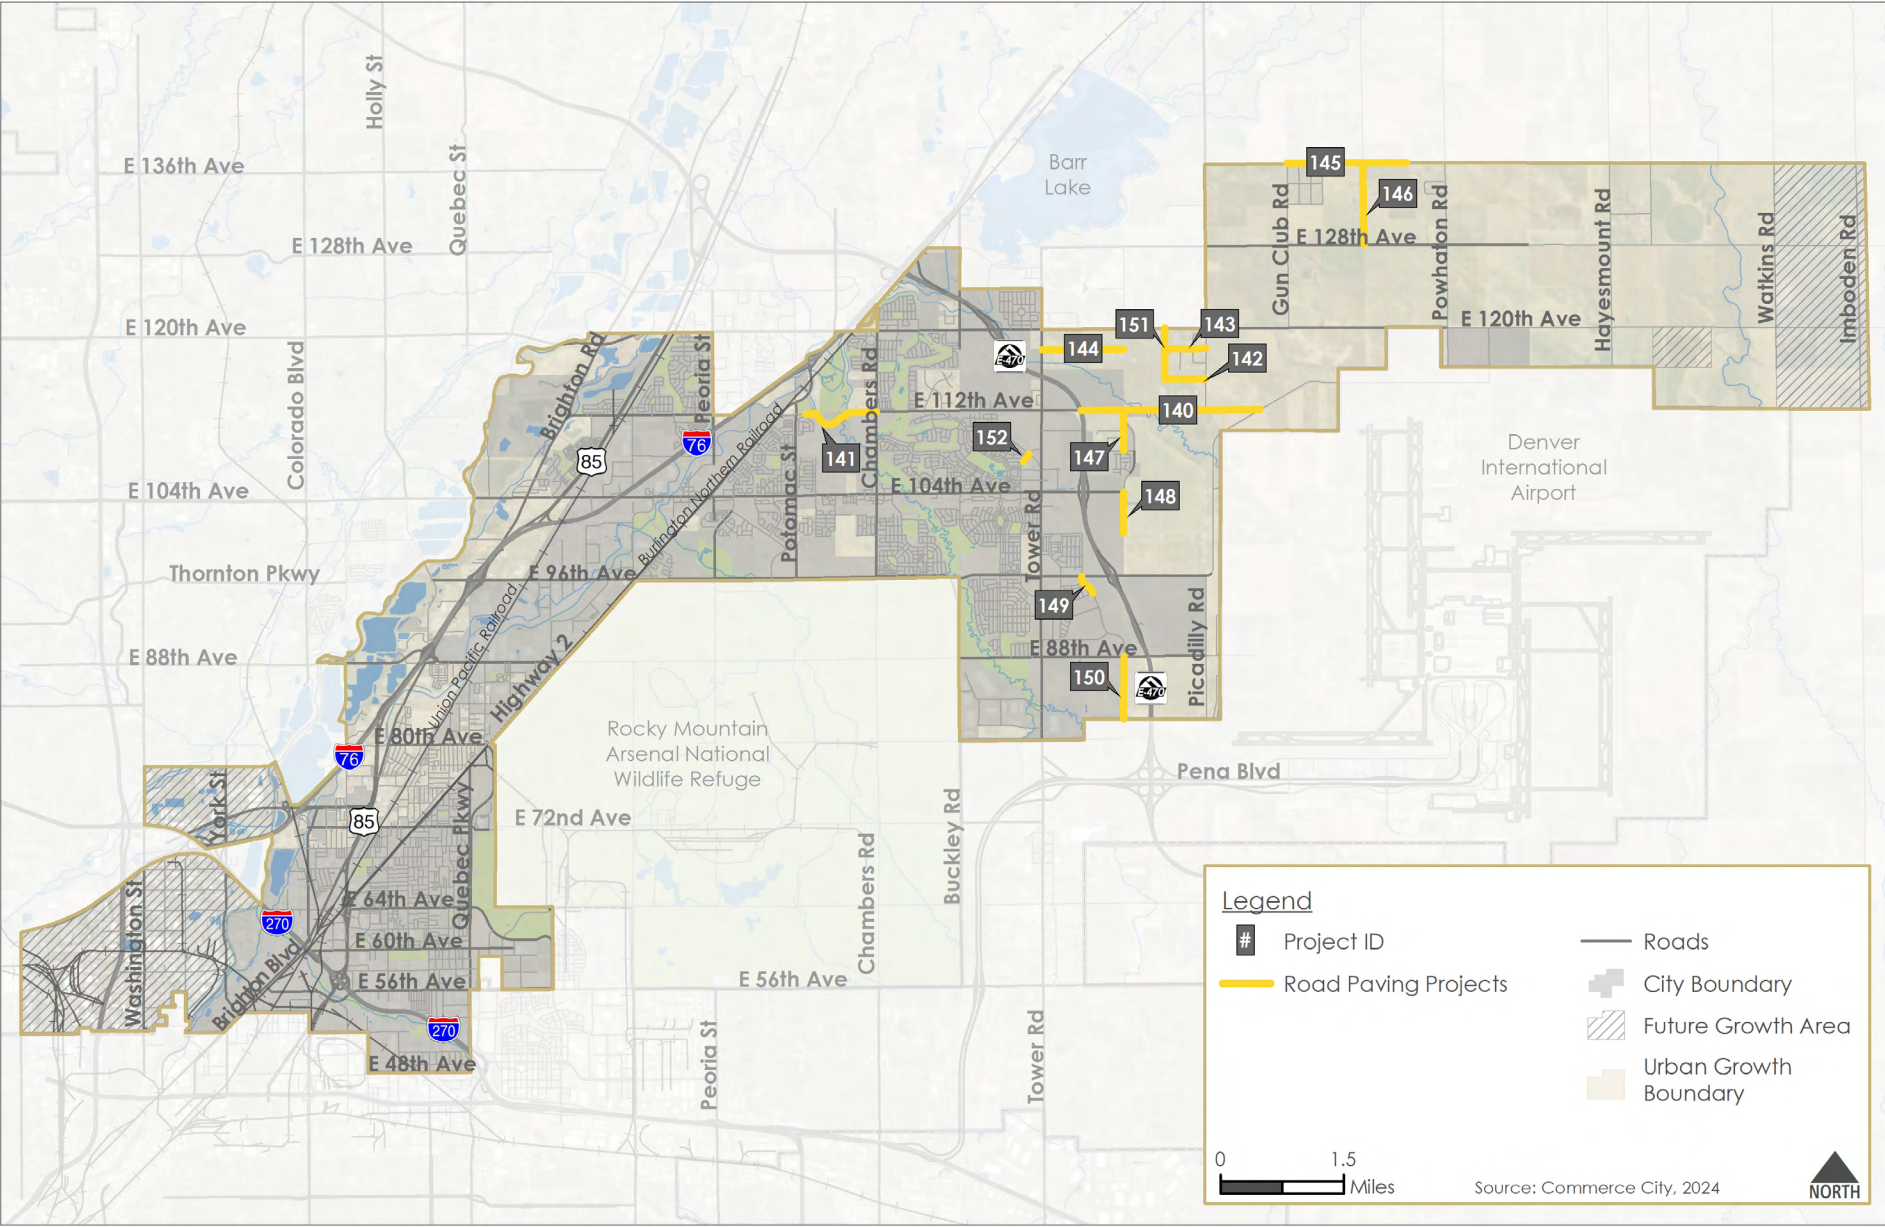 Holly St
Quebec St
E 136th Ave
E 128th Ave
E 120th Ave
Colorado Blvd
E 104th Ave
Thornton Pkwy
E 88th Ave
Barr
Lake
145
146
Gun Club Rd
E 128th Ave
Powhaton Rd
Hayesmount Rd
Watkins Rd
Imboden Rd
E 120th Ave
151
143
144
142
E-470
Brighton Rd
Peoria St
Chambers Rd
E 112th Ave
140
76
85
141
152
147
Potomac St
Burlington Northern Railroad
E 104th Ave
148
Tower Rd
Denver
International
Airport
E 96th Ave
149
Union Pacific Railroad
Highway 2
E 88th Ave
150
E-470
Picadilly Rd
Rocky Mountain
Arsenal National
Wildlife Refuge
E 80th Ave
76
Pena Blvd
York St
85
E 72nd Ave
Quebec Pkwy
Chambers Rd
Buckley Rd
E 64th Ave
270
Washington St
Brighton Blvd
E 60th Ave
E 56th Ave
E 56th Ave
270
E 48th Ave
Peoria St
Tower Rd
Legend
# Project ID
Road Paving Projects
Roads
City Boundary
Future Growth Area
Urban Growth
Boundary
0 1.5
Miles
Source: Commerce City, 2024
NORTH